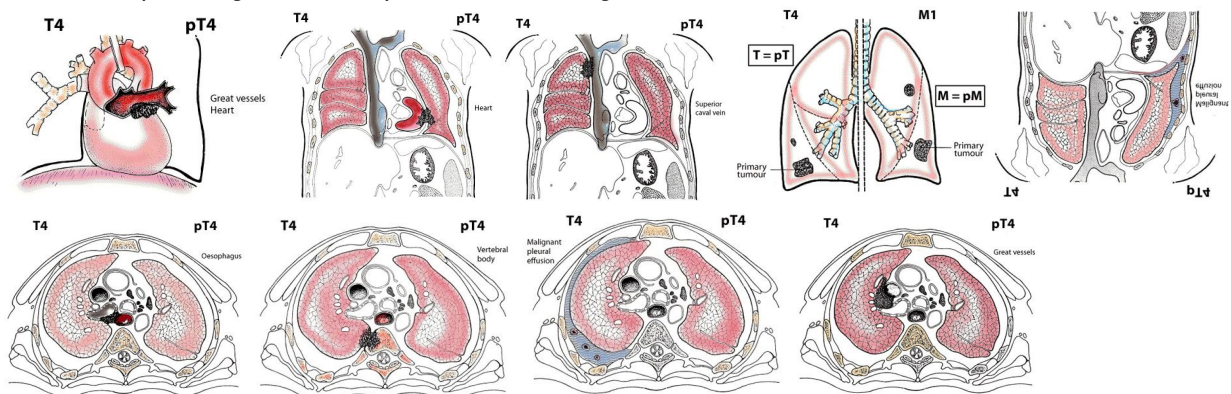 T4
pT4
Great vessels
Heart
T4
pT4
Heart
T4
pT4
Superior
caval vein
T4
M1
T = pT
M = pM
Primary
tumour
Primary
tumour
Malignant
pleural
effusion
T4
pT4
T4
pT4
Oesophagus
T4
pT4
Vertebral
body
T4
pT4
Malignant
pleural
effusion
T4
pT4
Great vessels